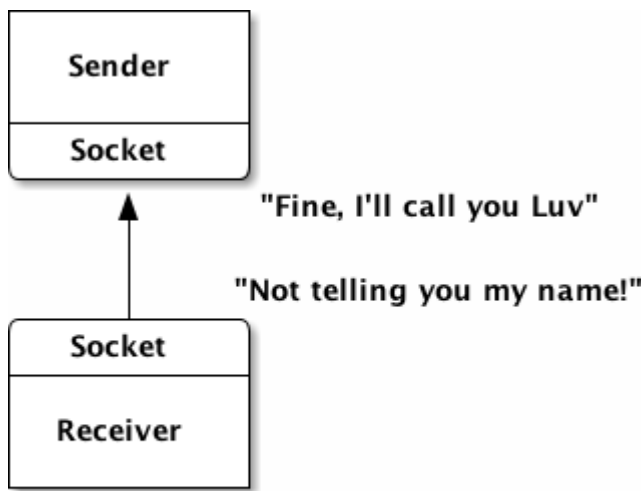 Sender
Socket
"Fine, I'll call you Luv"
"Not telling you my name!"
Socket
Receiver